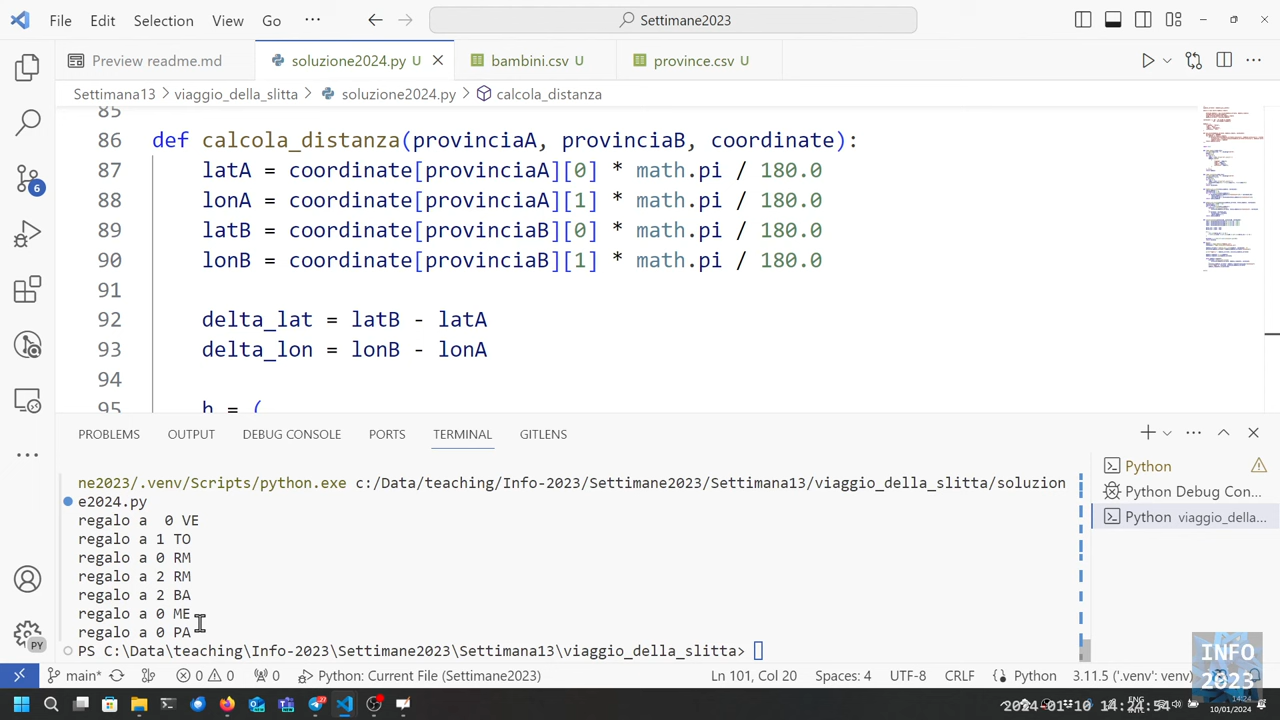 File Edit Selection View Go ··· Settimane2023
Preview readme.md soluzione2024.py U bambini.csv U province.csv U
Settimana13 > viaggio_della_slitta > soluzione2024.py > calcola_distanza
85
86 def calcola_distanza(provinciaA, provinciaB, coordinate):
87 latA = coordinate[provinciaA][0] * math.pi / 180.0
88 lonA = coordinate[provinciaA][1] * math.pi / 180.0
89 latB = coordinate[provinciaB][0] * math.pi / 180.0
90 lonB = coordinate[provinciaB][1] * math.pi / 180.0
91
92 delta_lat = latB - latA
93 delta_lon = lonB - lonA
94
95 h = (
6
PROBLEMS OUTPUT DEBUG CONSOLE PORTS TERMINAL GITLENS
Python
Python Debug Con...
Python viaggio_della...
ne2023/.venv/Scripts/python.exe c:/Data/teaching/Info-2023/Settimane2023/Settimana13/viaggio_della_slitta/soluzion
e2024.py
regalo a  0 VE
regalo a 1 TO
regalo a 0 RM
regalo a 2 RM
regalo a 2 BA
regalo a 0 ME
regalo a 0 PA
PS C:\Data\teaching\Info-2023\Settimane2023\Settimana13\viaggio_della_slitta>
PY
INFO
2023
main* 0 0 0 Python: Current File (Settimane2023) Ln 101, Col 20 Spaces: 4 UTF-8 CRLF Python 3.11.5 ('.venv': venv)
ENG
14:24
10/01/2024